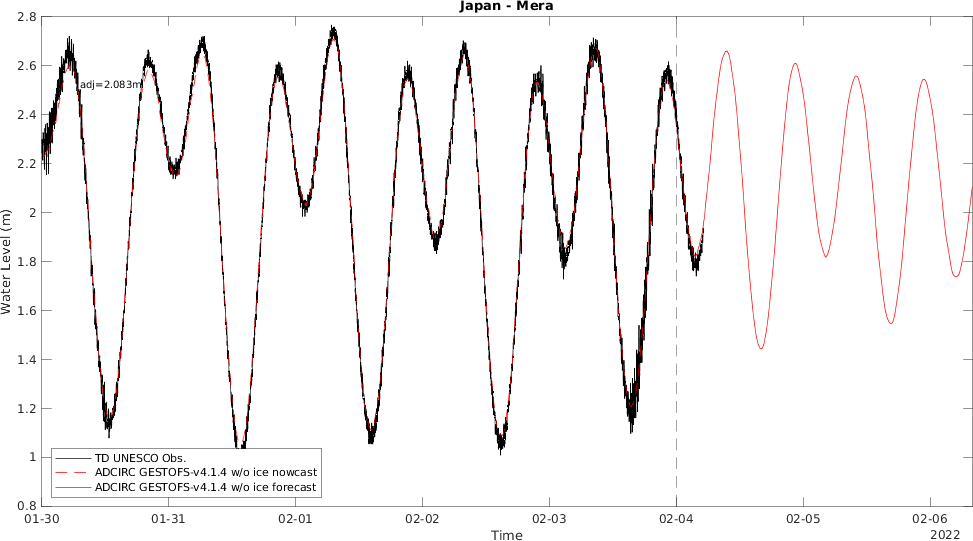 Japan - Mera
2.8
2.6
2.4
2.2
2
1.8
1.6
1.4
1.2
1
0.8
Water Level (m)
adj=2.083m
TD UNESCO Obs.
ADCIRC GESTOFS-v4.1.4 w/o ice nowcast
ADCIRC GESTOFS-v4.1.4 w/o ice forecast
01-30 01-31 02-01 02-02 02-03 02-04 02-05 02-06
Time
2022